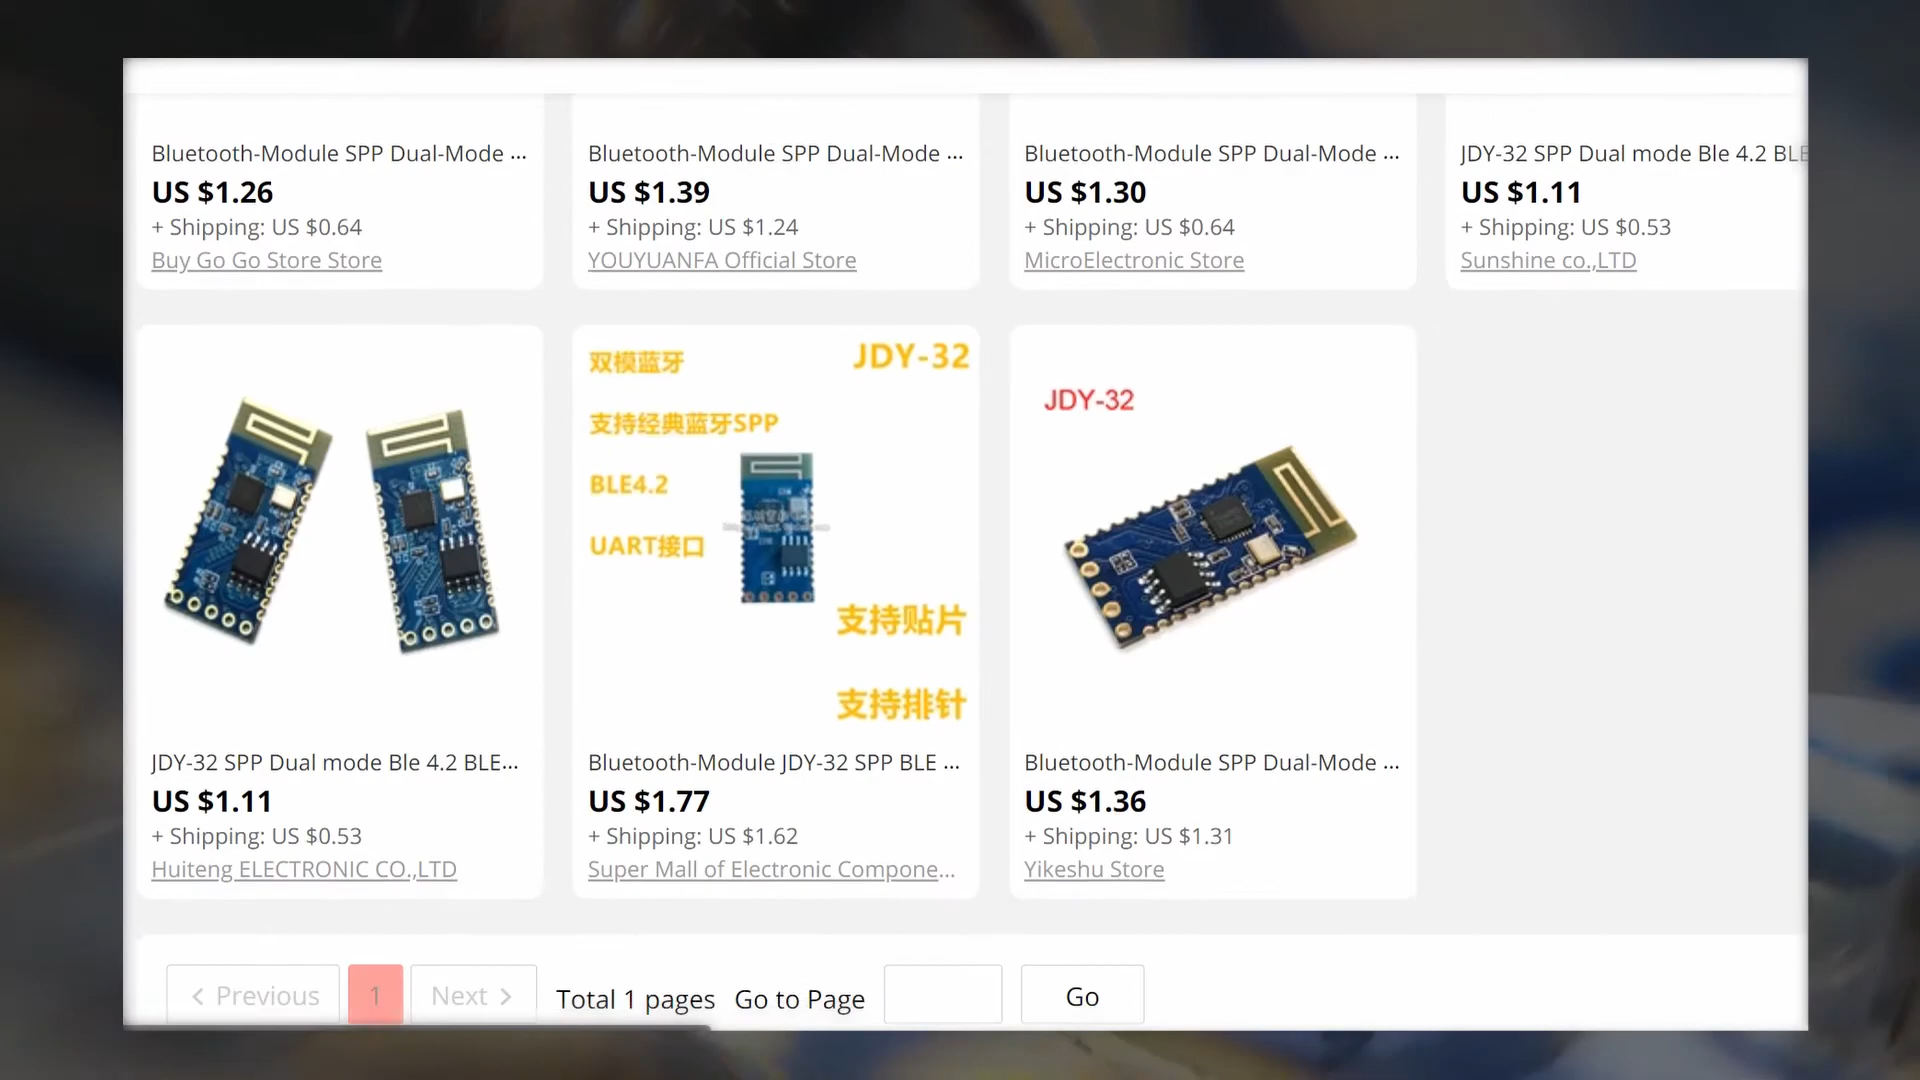 Bluetooth-Module SPP Dual-Mode ...
US $1.26
+ Shipping: US $0.64
Buy Go Go Store Store
Bluetooth-Module SPP Dual-Mode ...
US $1.39
+ Shipping: US $1.24
YOUYUANFA Official Store
Bluetooth-Module SPP Dual-Mode ...
US $1.30
+ Shipping: US $0.64
MicroElectronic Store
JDY-32 SPP Dual mode Ble 4.2 BLE
US $1.11
+ Shipping: US $0.53
Sunshine co.,LTD
JDY-32 SPP Dual mode Ble 4.2 BLE...
US $1.11
+ Shipping: US $0.53
Huiteng ELECTRONIC CO.,LTD
双模蓝牙
JDY-32
支持经典蓝牙SPP
BLE4.2
UART接口
支持贴片
支持排针
Bluetooth-Module JDY-32 SPP BLE ...
US $1.77
+ Shipping: US $1.62
Super Mall of Electronic Compone...
JDY-32
Bluetooth-Module SPP Dual-Mode ...
US $1.36
+ Shipping: US $1.31
Yikeshu Store
Previous
1
Next
Total 1 pages
Go to Page
Go